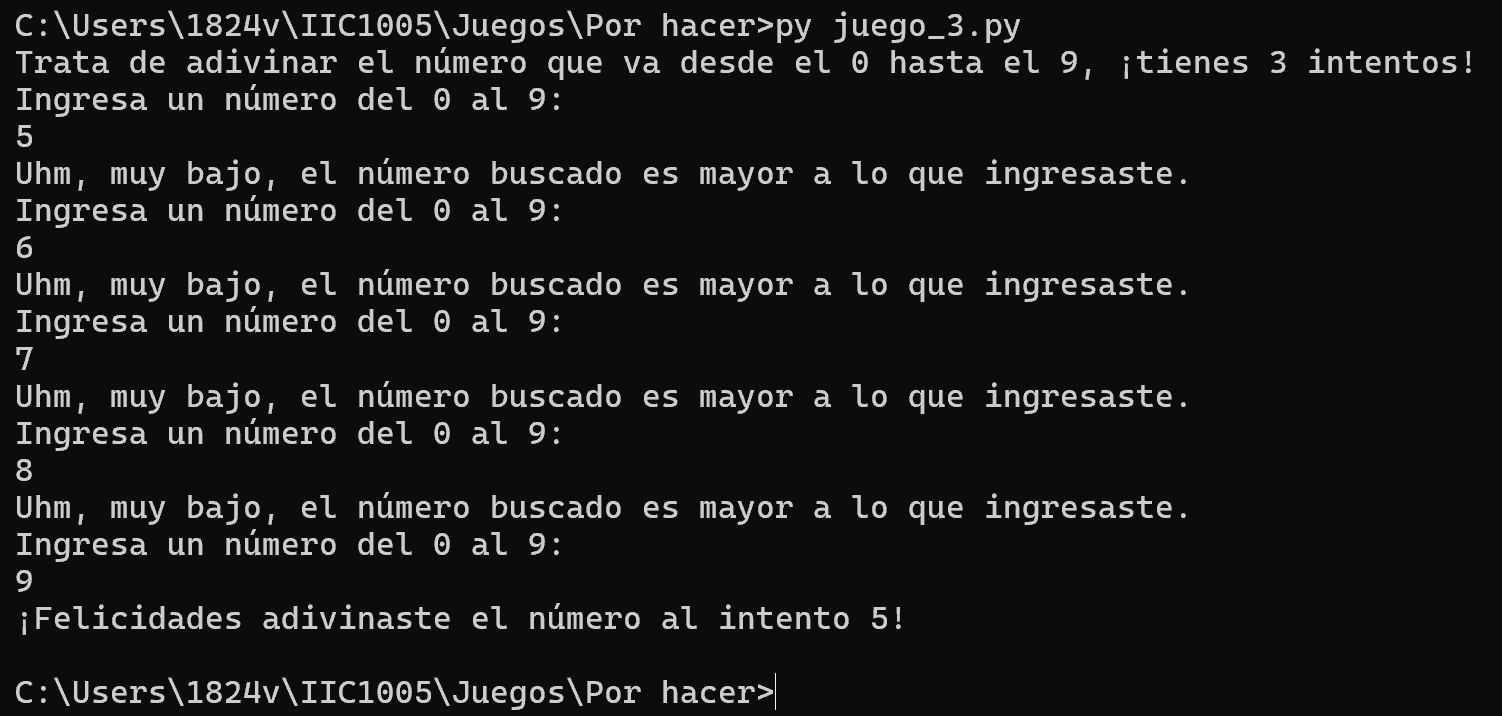 C:\Users\1824v\IIC1005\Juegos\Por hacer>py juego_3.py
Trata de adivinar el número que va desde el 0 hasta el 9, ¡tienes 3 intentos!
Ingresa un número del 0 al 9:
5
Uhm, muy bajo, el número buscado es mayor a lo que ingresaste.
Ingresa un número del 0 al 9:
6
Uhm, muy bajo, el número buscado es mayor a lo que ingresaste.
Ingresa un número del 0 al 9:
7
Uhm, muy bajo, el número buscado es mayor a lo que ingresaste.
Ingresa un número del 0 al 9:
8
Uhm, muy bajo, el número buscado es mayor a lo que ingresaste.
Ingresa un número del 0 al 9:
9
¡Felicidades adivinaste el número al intento 5!
C:\Users\1824v\IIC1005\Juegos\Por hacer>